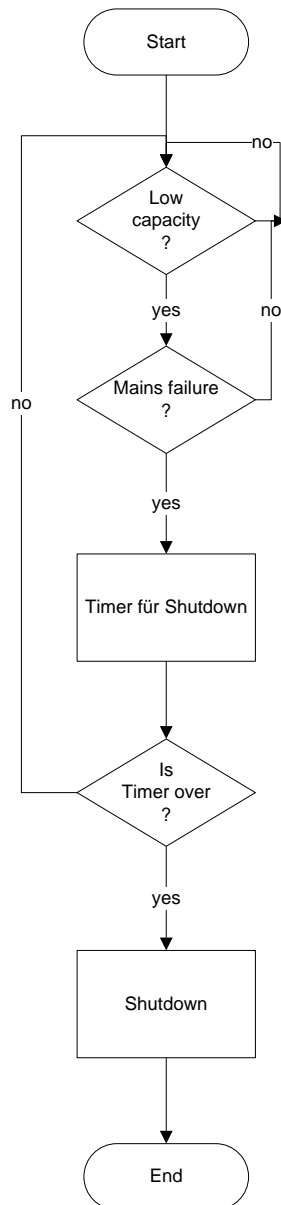 Start
no
Low
capacity
?
yes
no
Mains failure
?
no
yes
Timer für Shutdown
Is
Timer over
?
yes
Shutdown
End